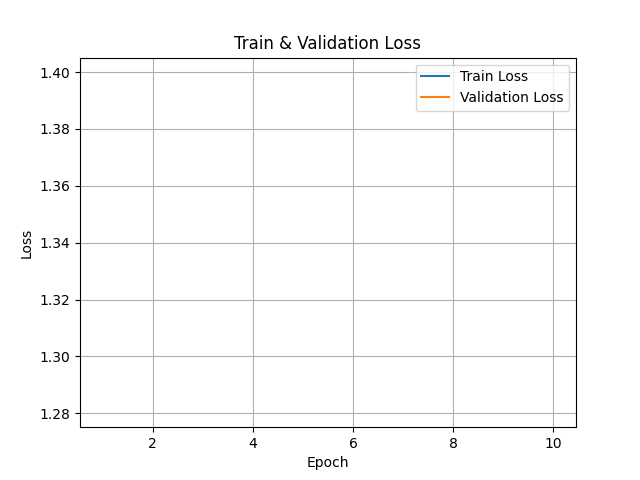 Train & Validation Loss
Train Loss
Validation Loss
1.40
1.38
1.36
1.34
1.32
1.30
1.28
Loss
2 4 6 8 10
Epoch